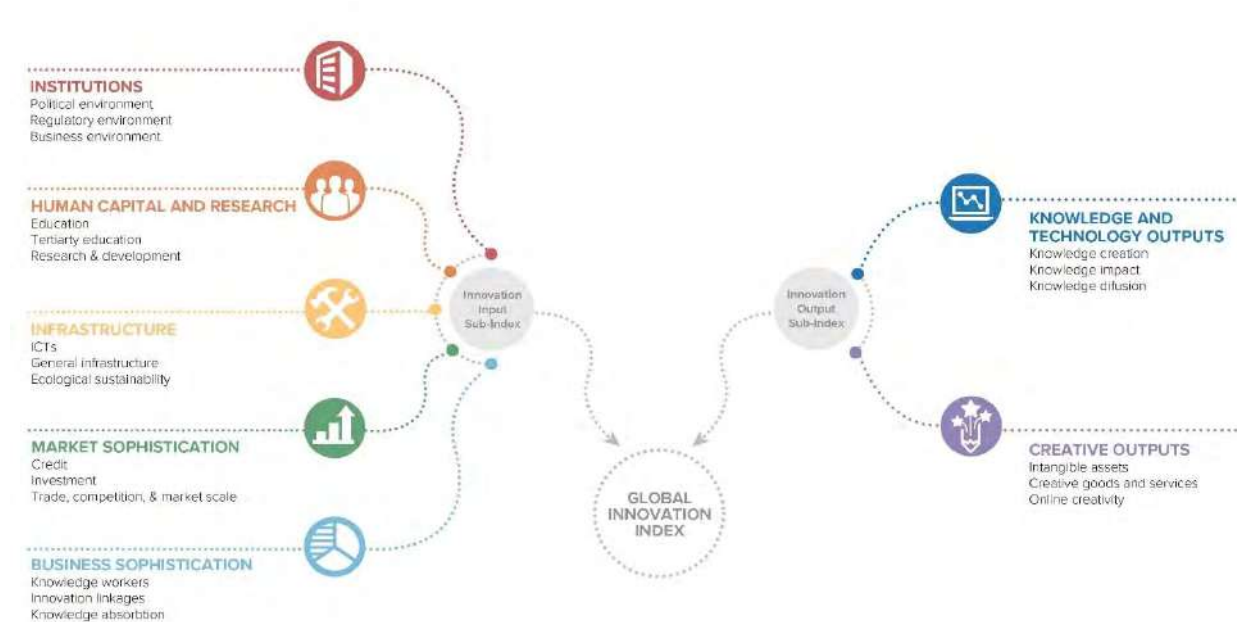 INSTITUTIONS
Political environment
Regulatory environment
Business environment
HUMAN CAPITAL AND RESEARCH
Education
Tertiarty education
Research & development
INFRASTRUCTURE
ICTs
General infrastructure
Ecological sustainability
MARKET SOPHISTICATION
Credit
Investment
Trade, competition, & market scale
BUSINESS SOPHISTICATION
Knowledge workers
Innovation linkages
Knowledge absorbtion
Innovation
Input
Sub-Index
GLOBAL
INNOVATION
INDEX
Innovation
Output
Sub-Index
KNOWLEDGE AND
TECHNOLOGY OUTPUTS
Knowledge creation
Knowledge impact
Knowledge difusion
CREATIVE OUTPUTS
Intangible assets
Creative goods and services
Online creativity